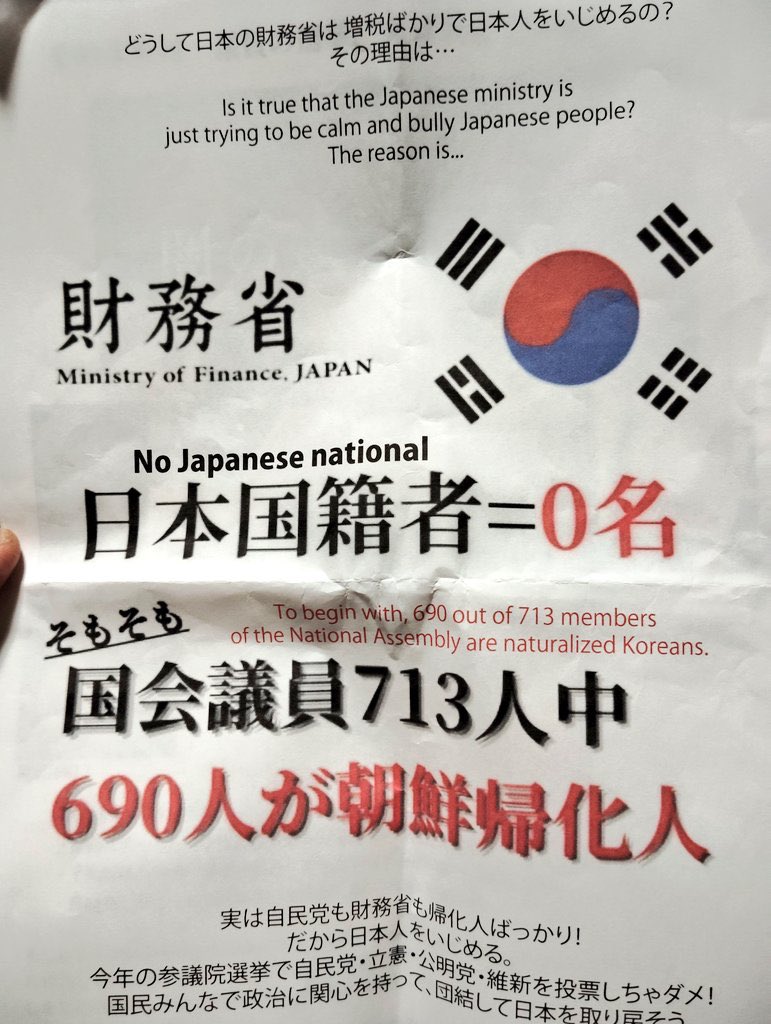 どうして日本の財務省は 増税ばかりで日本人をいじめるの？
その理由は…
Is it true that the Japanese ministry is
just trying to be calm and bully Japanese people?
The reason is...
財務省
Ministry of Finance, JAPAN
No Japanese national
日本国籍者=0名
そもそも
To begin with, 690 out of 713 members
of the National Assembly are naturalized Koreans.
国会議員713人中
690人が朝鮮帰化人
実は自民党も財務省も帰化人ばっかり！
だから日本人をいじめる。
今年の参議院選挙で自民党・立憲・公明党・維新を投票しちゃダメ！
国民みんなで政治に関心を持って、団結して日本を取り戻そう